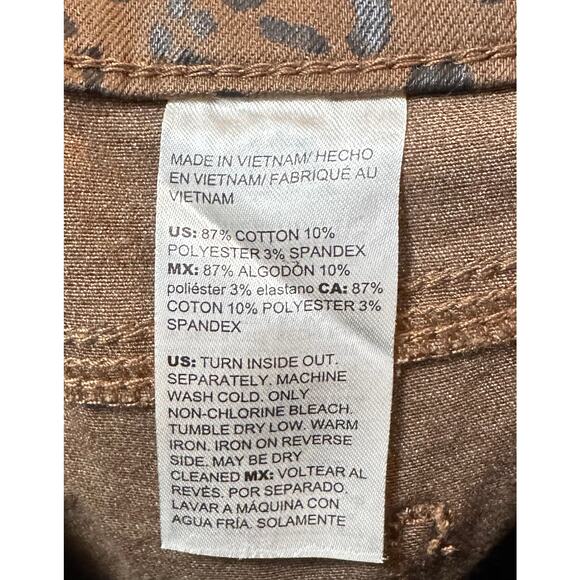 MADE IN VIETNAM/ HECHO
EN VIETNAM/ FABRIQUÉ AU
VIETNAM
US: 87% COTTON 10%
POLYESTER 3% SPANDEX
MX: 87% ALGODÒN 10%
poliéster 3% elastano CA: 87%
COTON 10% POLYESTER 3%
SPANDEX
US: TURN INSIDE OUT.
SEPARATELY. MACHINE
WASH COLD. ONLY
NON-CHLORINE BLEACH.
TUMBLE DRY LOW. WARM
IRON. IRON ON REVERSE
SIDE. MAY BE DRY
CLEANED MX: VOLTEAR AL
REVÉS. POR SEPARADO.
LAVAR A MÁQUINA CON
AGUA FRÍA. SOLAMENTE